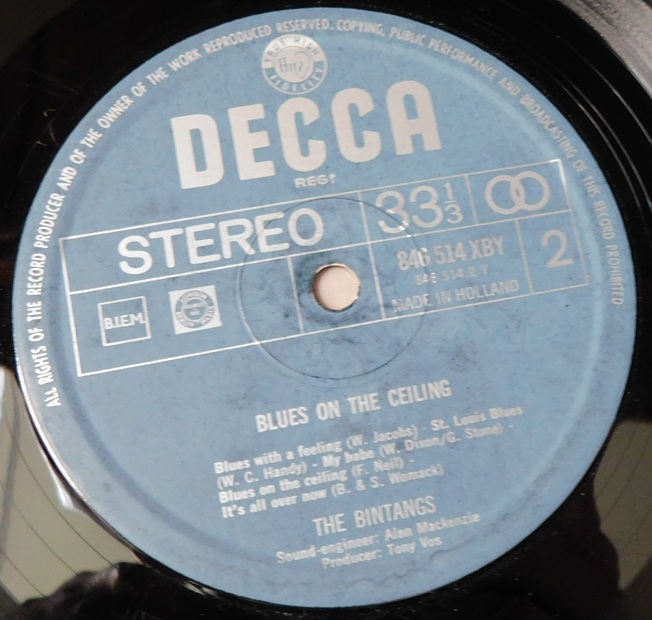 ALL RIGHTS OF THE RECORD PRODUCER AND OF THE OWNER OF THE WORK REPRODUCED RESERVED. COPYING, PUBLIC PERFORMANCE AND BROADCASTING OF THE RECORD PROHIBITED
FIDELITY
DECCA
REGᴰ
STEREO
33 1/3
846 514 XBY
846 514 2 Y
2
B.I.E.M.
MADE IN HOLLAND
BLUES ON THE CEILING
Blues with a feeling (W. Jacobs) - St. Louis Blues
(W. C. Handy) - My babe (W. Dixon/G. Stone) -
Blues on the ceiling (F. Neil) -
It's all over now (B. & S. Womack)
THE BINTANGS
Sound-engineer: Alan Mackenzie
Producer: Tony Vos